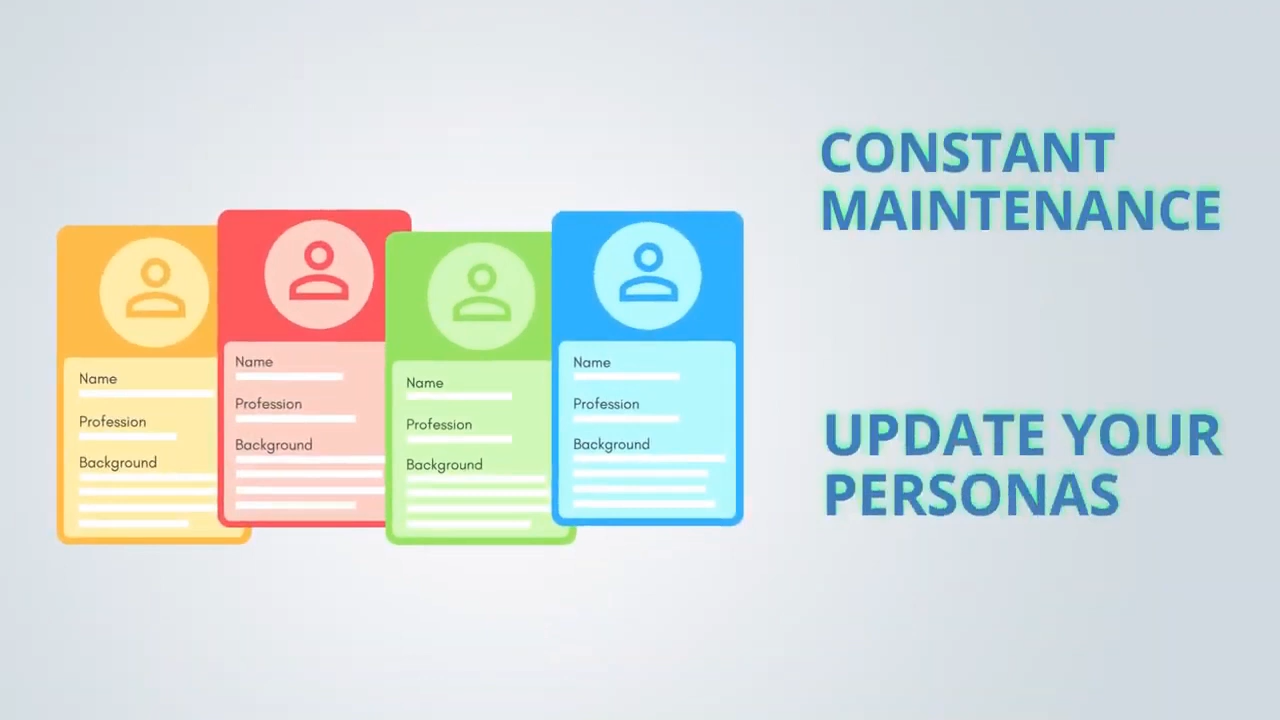 CONSTANT
MAINTENANCE
UPDATE YOUR
PERSONAS
Name
Profession
Background
Name
Profession
Background
Name
Profession
Background
Name
Profession
Background